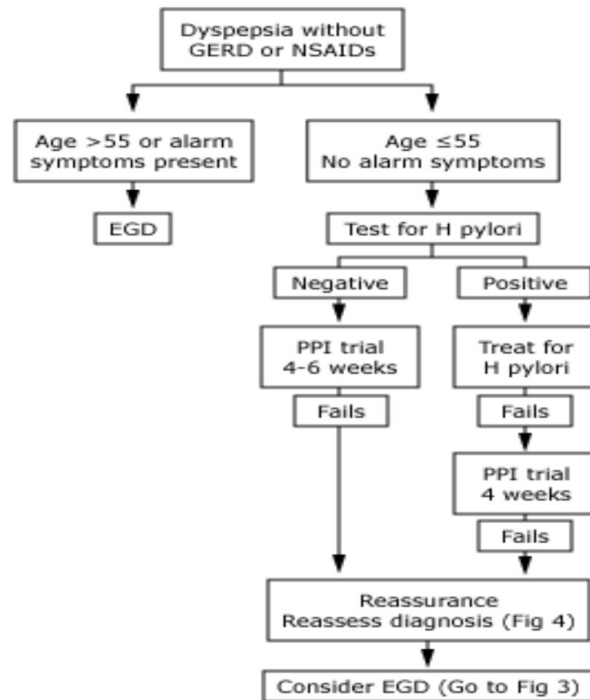 Dyspepsia without
GERD or NSAIDs
Age >55 or alarm
symptoms present
Age ≤55
No alarm symptoms
EGD
Test for H pylori
Negative
Positive
PPI trial
4-6 weeks
Treat for
H pylori
Fails
Fails
PPI trial
4 weeks
Fails
Reassurance
Reassess diagnosis (Fig 4)
Consider EGD (Go to Fig 3)